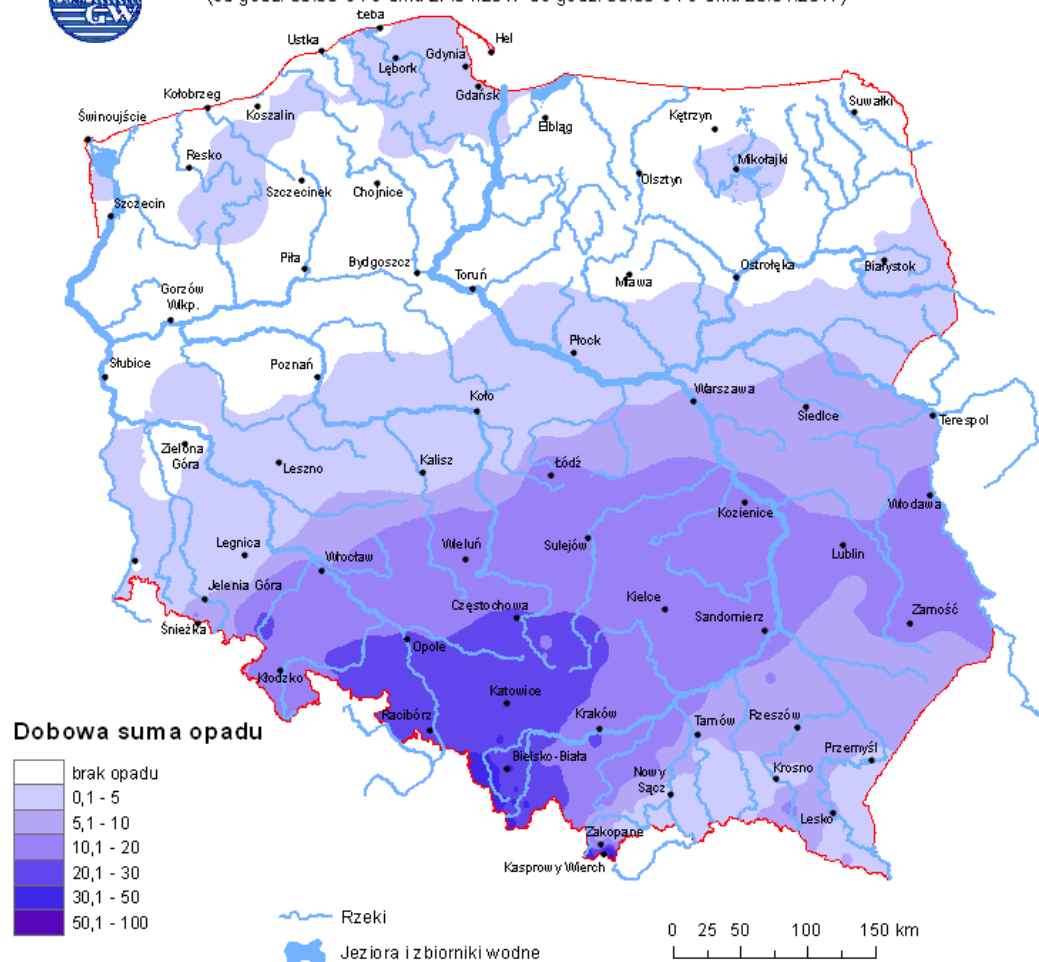 GW
Łeba
Ustka
Hel
Gdynia
Lębork
Gdańsk
Kołobrzeg
Koszalin
Świnoujście
Suwałki
Kętrzyn
Elbląg
Resko
Mikołajki
Szczecinek
Chojnice
Olsztyn
Szczecin
Piła
Bydgoszcz
Toruń
Mława
Ostrołęka
Białystok
Gorzów
Wlkp.
Płock
Słubice
Poznań
Koło
Warszawa
Siedlce
Terespol
Zielona
Góra
Leszno
Kalisz
Łódź
Włodawa
Kozienice
Legnica
Wrocław
Wieluń
Sulejów
Lublin
Jelenia Góra
Częstochowa
Kielce
Sandomierz
Zamość
Śnieżka
Opole
Kłodzko
Katowice
Racibórz
Kraków
Tarnów
Rzeszów
Przemyśl
Dobowa suma opadu
Bielsko-Biała
Nowy
Sącz
Krosno
Lesko
Zakopane
Kasprowy Wierch
brak opadu
0,1 - 5
5,1 - 10
10,1 - 20
20,1 - 30
30,1 - 50
50,1 - 100
Rzeki
Jeziora i zbiorniki wodne
0 25 50 100 150 km